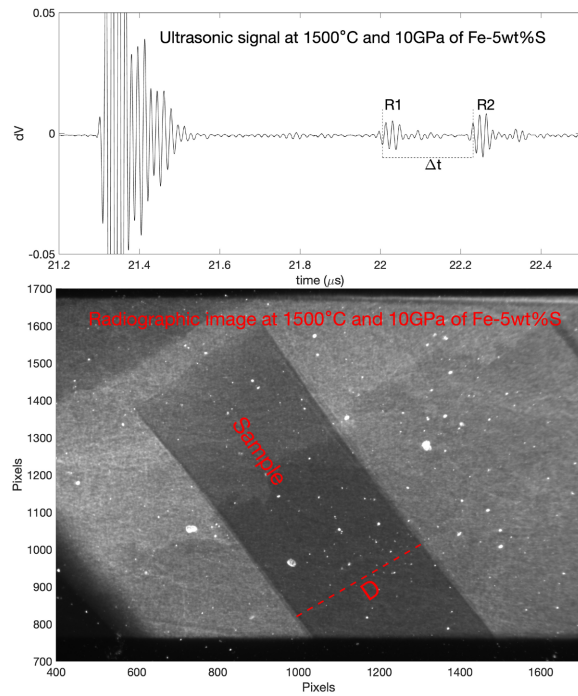 0.05
Ultrasonic signal at 1500°C and 10GPa of Fe-5wt%S
R1 R2
dV
0
Δt
-0.05
21.2 21.4 21.6 21.8 22 22.2 22.4
time (μs)
1700
Radiographic image at 1500°C and 10GPa of Fe-5wt%S
1600
1500
1400
1300
Sample
1200
Pixels
1100
1000
900
D
800
700
400 600 800 1000 1200 1400 1600
Pixels